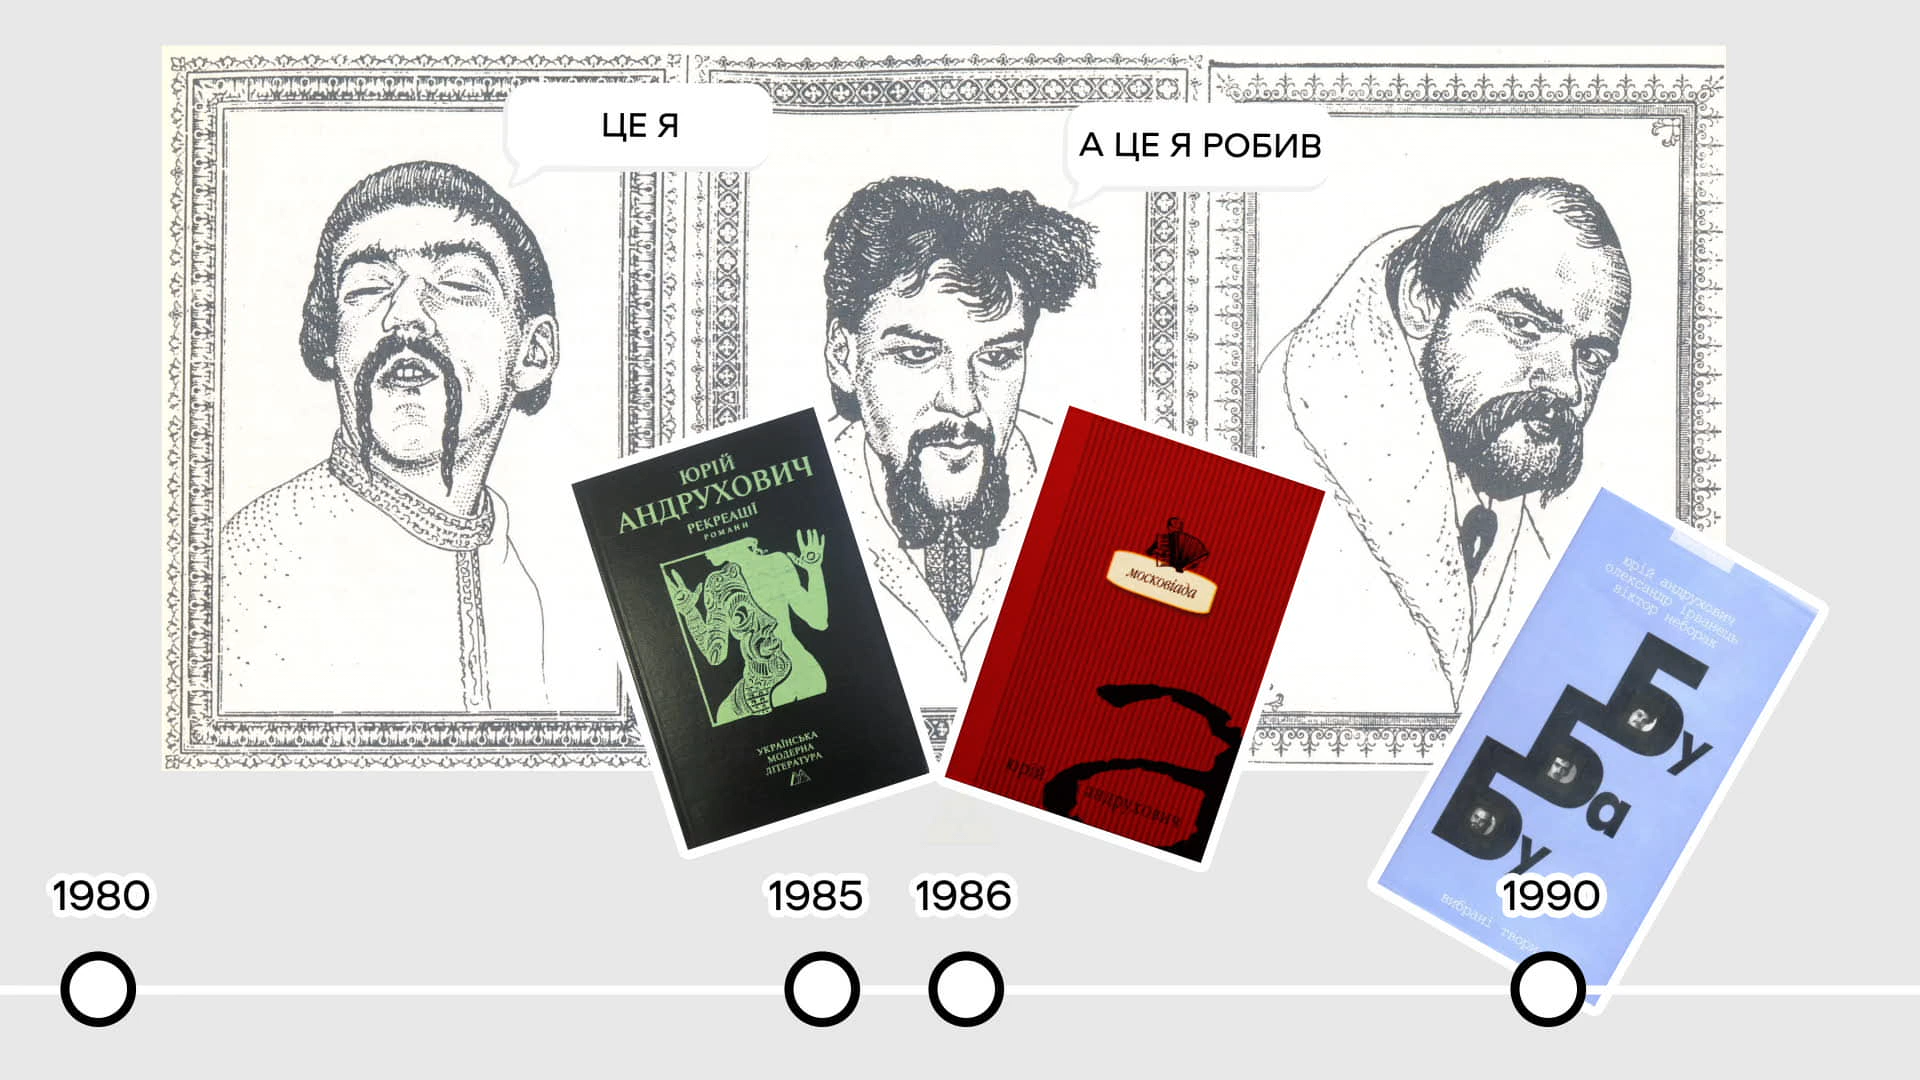 ЦЕ Я
А ЦЕ Я РОБИВ
ЮРІЙ
АНДРУХОВИЧ
РЕКРЕАЦІЇ
РОМАНИ
УКРАЇНСЬКА
МОДЕРНА
ЛІТЕРАТУРА
московіада
юрій
андрухович
юрій андрухович
олександр ірванець
віктор неборак
Бу
Ба
Бу
вибрані твори
1980
1985
1986
1990